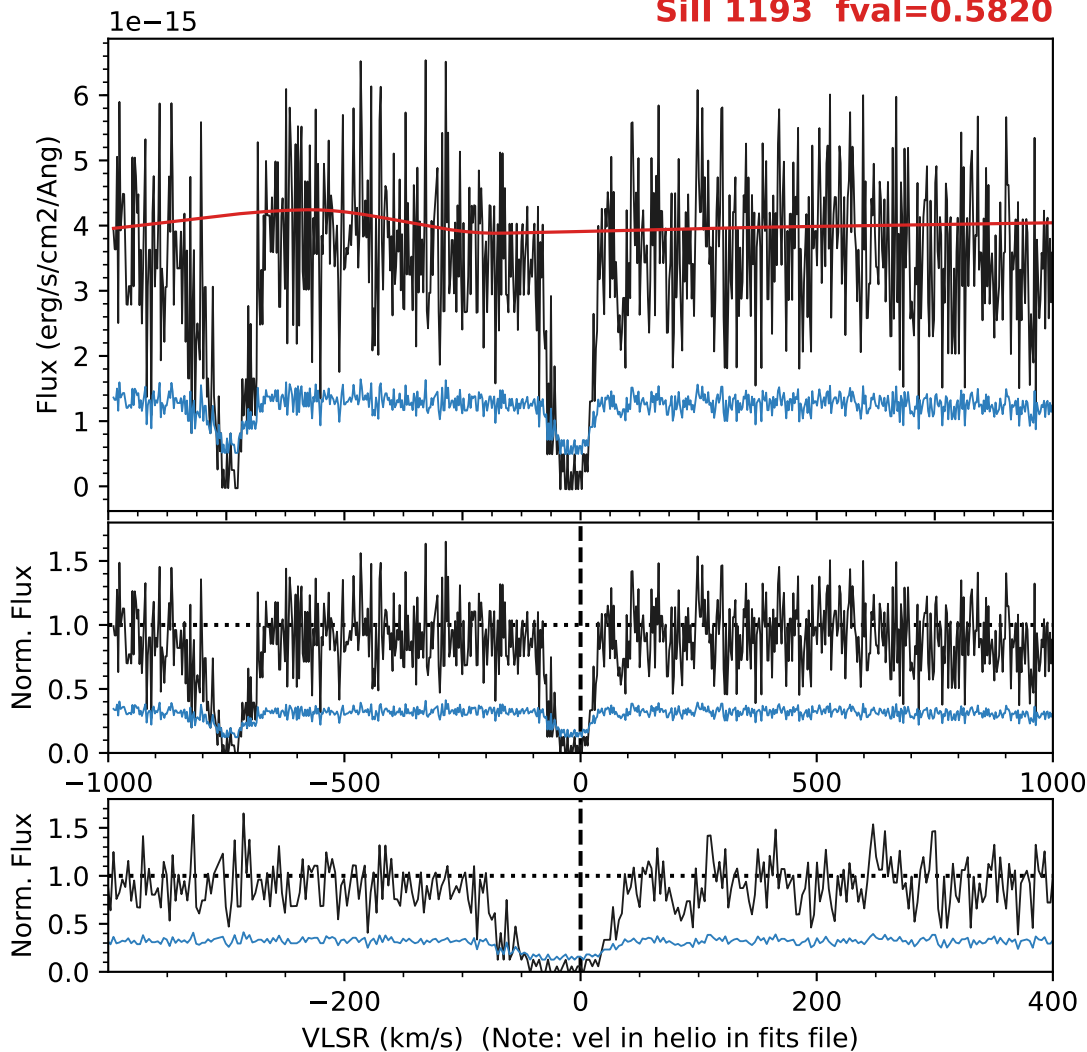 SiII 1193 fval=0.5820
1e−15
Flux (erg/s/cm2/Ang)
6
5
4
3
2
1
0
Norm. Flux
1.5
1.0
0.5
0.0
−1000 −500 0 500 1000
Norm. Flux
1.5
1.0
0.5
0.0
−200 0 200 400
VLSR (km/s) (Note: vel in helio in fits file)